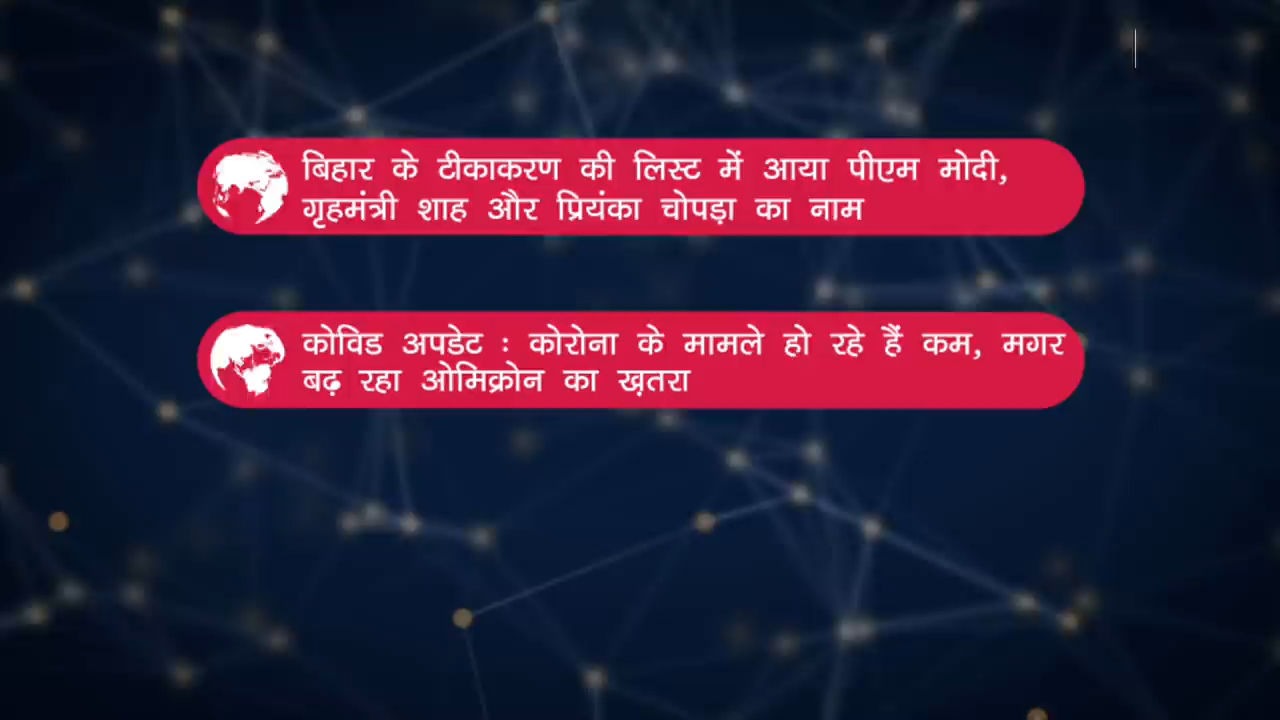 बिहार के टीकाकरण की लिस्ट में आया पीएम मोदी,
गृहमंत्री शाह और प्रियंका चोपड़ा का नाम
कोविड अपडेट : कोरोना के मामले हो रहे हैं कम, मगर
बढ़ रहा ओमिक्रोन का ख़तरा